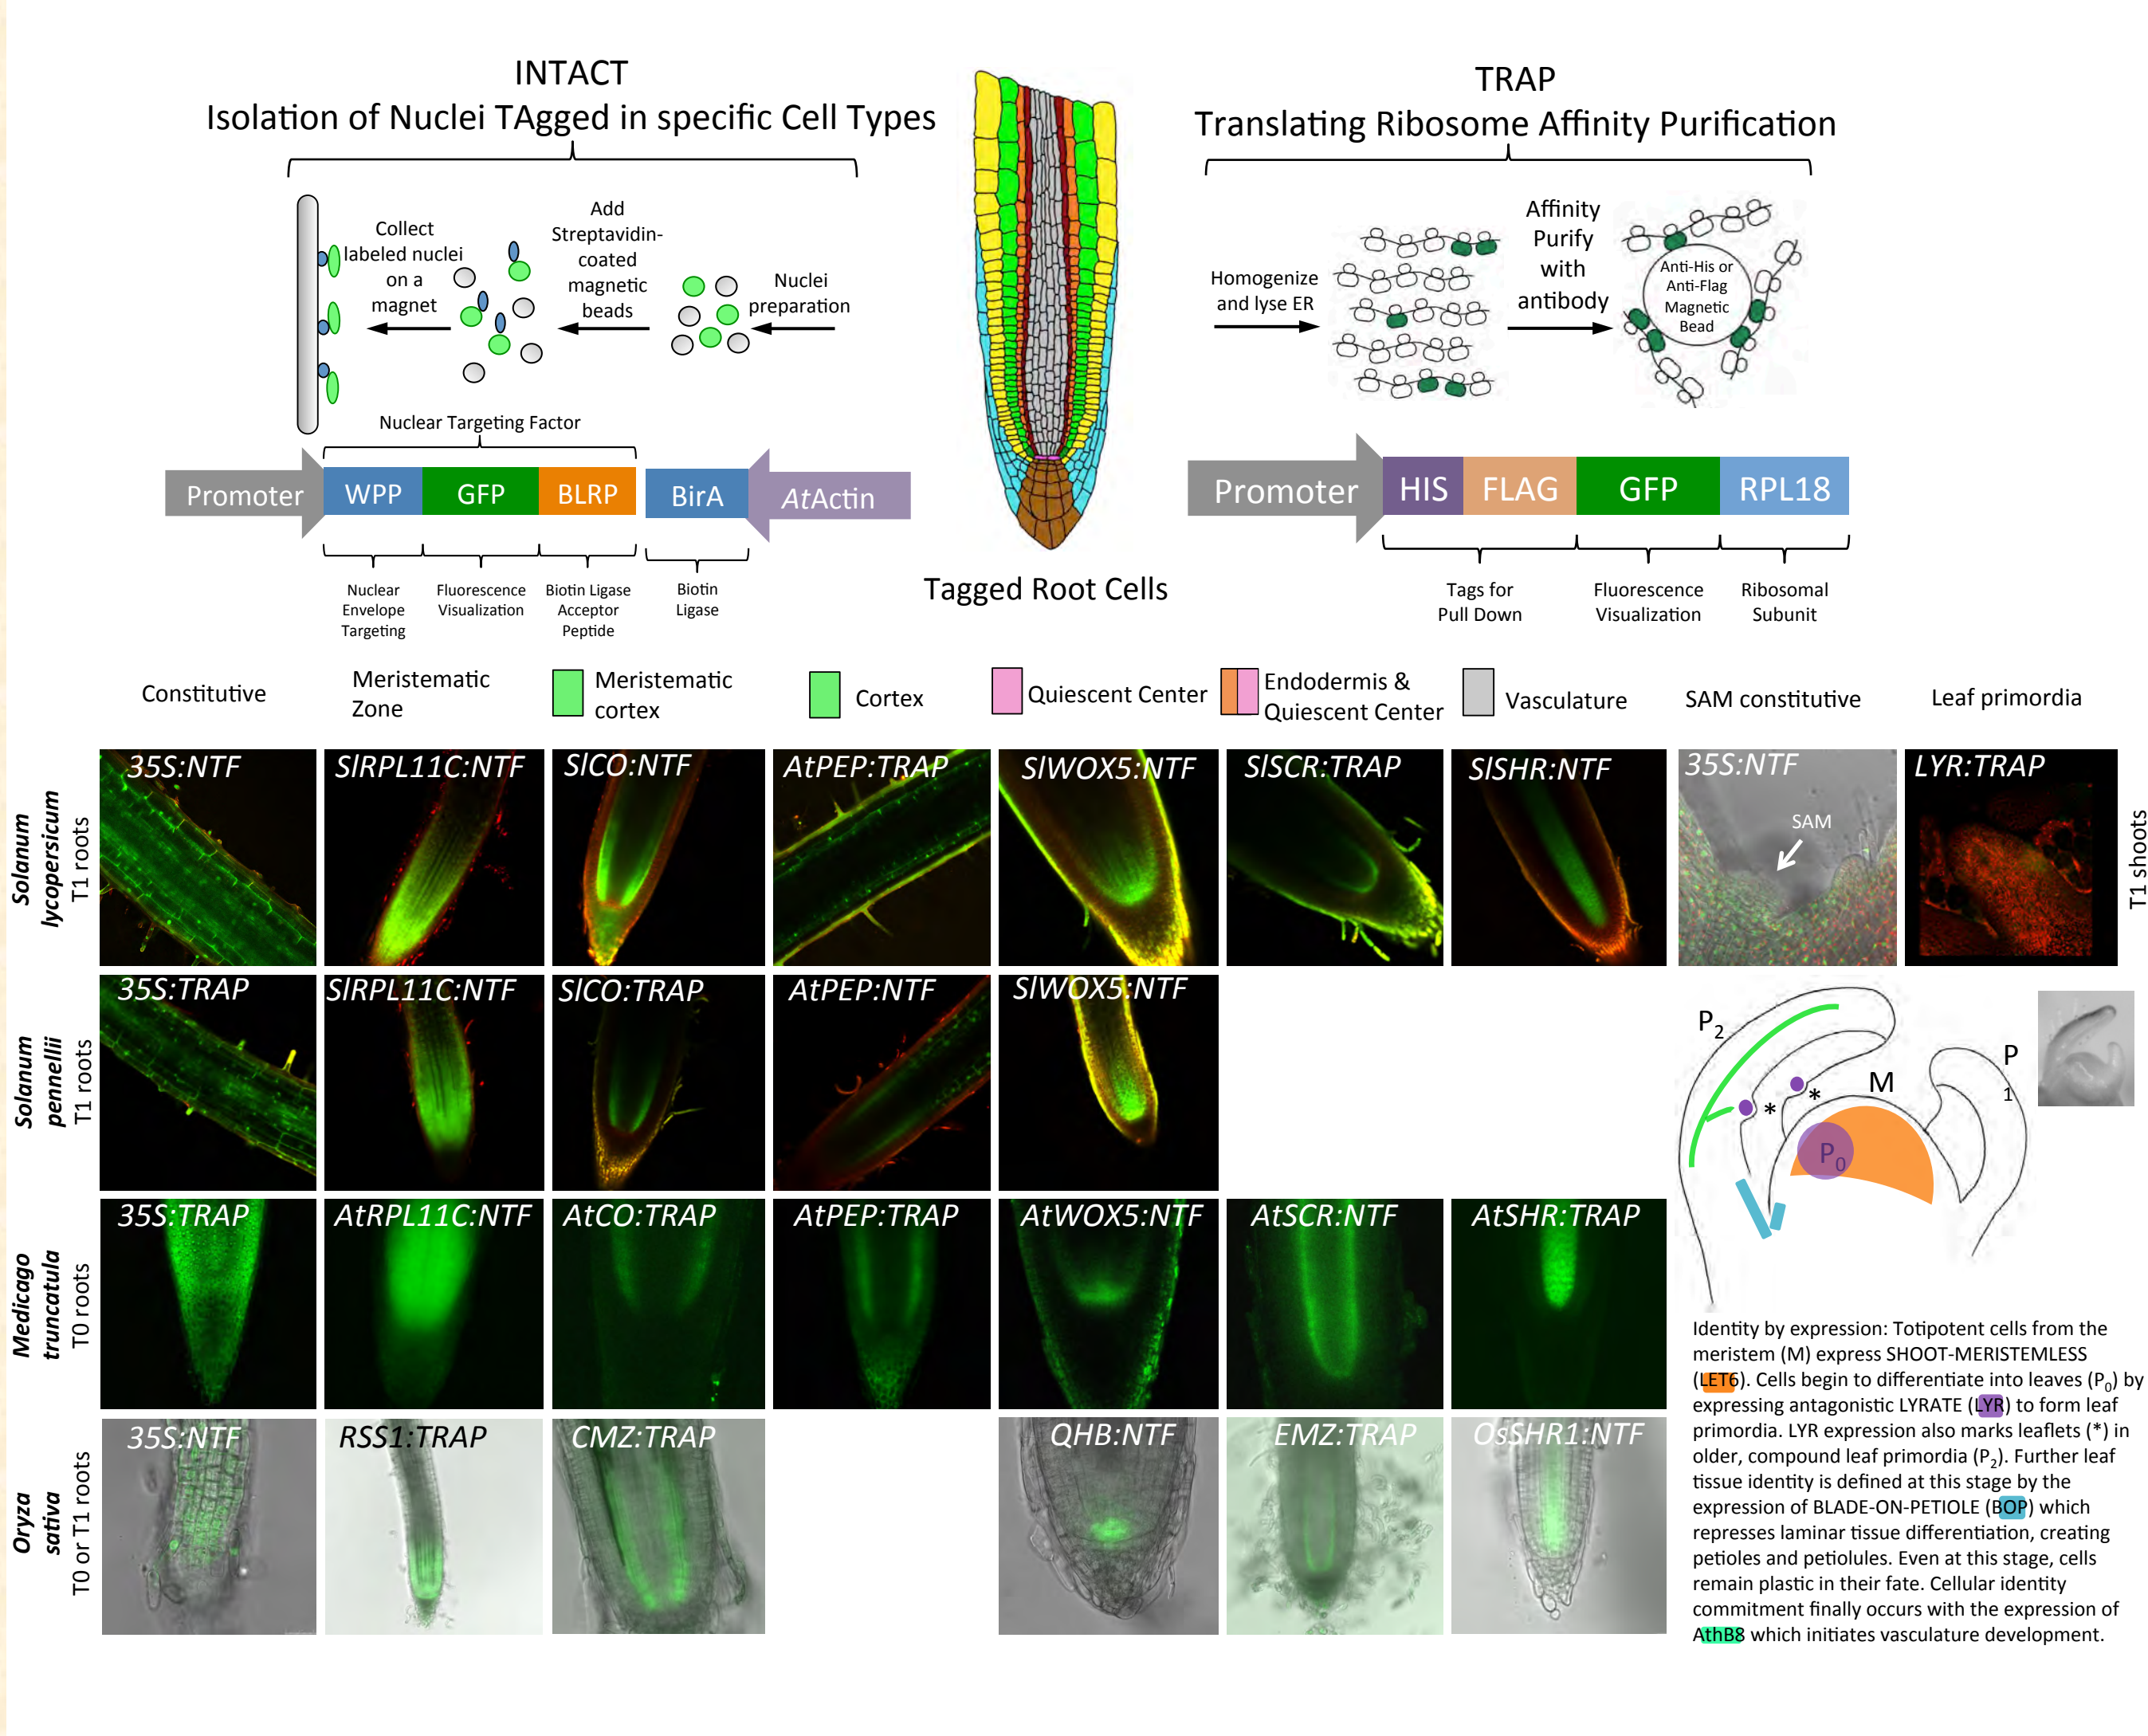 INTACT
Isolation of Nuclei TAgged in specific Cell Types
Collect
labeled nuclei
on a
magnet
Add
Streptavidin-
coated
magnetic
beads
Nuclei
preparation
Nuclear Targeting Factor
Promoter
WPP
GFP
BLRP
BirA
AtActin
Nuclear
Envelope
Targeting
Fluorescence
Visualization
Biotin Ligase
Acceptor
Peptide
Biotin
Ligase
Tagged Root Cells
TRAP
Translating Ribosome Affinity Purification
Homogenize
and lyse ER
Affinity
Purify
with
antibody
Anti-His or
Anti-Flag
Magnetic
Bead
Promoter
HIS
FLAG
GFP
RPL18
Tags for
Pull Down
Fluorescence
Visualization
Ribosomal
Subunit
Constitutive
Meristematic
Zone
Meristematic
cortex
Cortex
Quiescent Center
Endodermis &
Quiescent Center
Vasculature
SAM constitutive
Leaf primordia
Solanum
lycopersicum
T1 roots
35S:NTF
SlRPL11C:NTF
SlCO:NTF
AtPEP:TRAP
SlWOX5:NTF
SlSCR:TRAP
SlSHR:NTF
35S:NTF
SAM
LYR:TRAP
T1 shoots
Solanum
pennellii
T1 roots
35S:TRAP
SlRPL11C:NTF
SlCO:TRAP
AtPEP:NTF
SlWOX5:NTF
P2
*
*
M
P
1
P0
Medicago
truncatula
T0 roots
35S:TRAP
AtRPL11C:NTF
AtCO:TRAP
AtPEP:TRAP
AtWOX5:NTF
AtSCR:NTF
AtSHR:TRAP
Oryza
sativa
T0 or T1 roots
35S:NTF
RSS1:TRAP
CMZ:TRAP
QHB:NTF
EMZ:TRAP
OsSHR1:NTF
Identity by expression: Totipotent cells from the
meristem (M) express SHOOT-MERISTEMLESS
(LET6). Cells begin to differentiate into leaves (P0) by
expressing antagonistic LYRATE (LYR) to form leaf
primordia. LYR expression also marks leaflets (*) in
older, compound leaf primordia (P2). Further leaf
tissue identity is defined at this stage by the
expression of BLADE-ON-PETIOLE (BOP) which
represses laminar tissue differentiation, creating
petioles and petiolules. Even at this stage, cells
remain plastic in their fate. Cellular identity
commitment finally occurs with the expression of
AthB8 which initiates vasculature development.